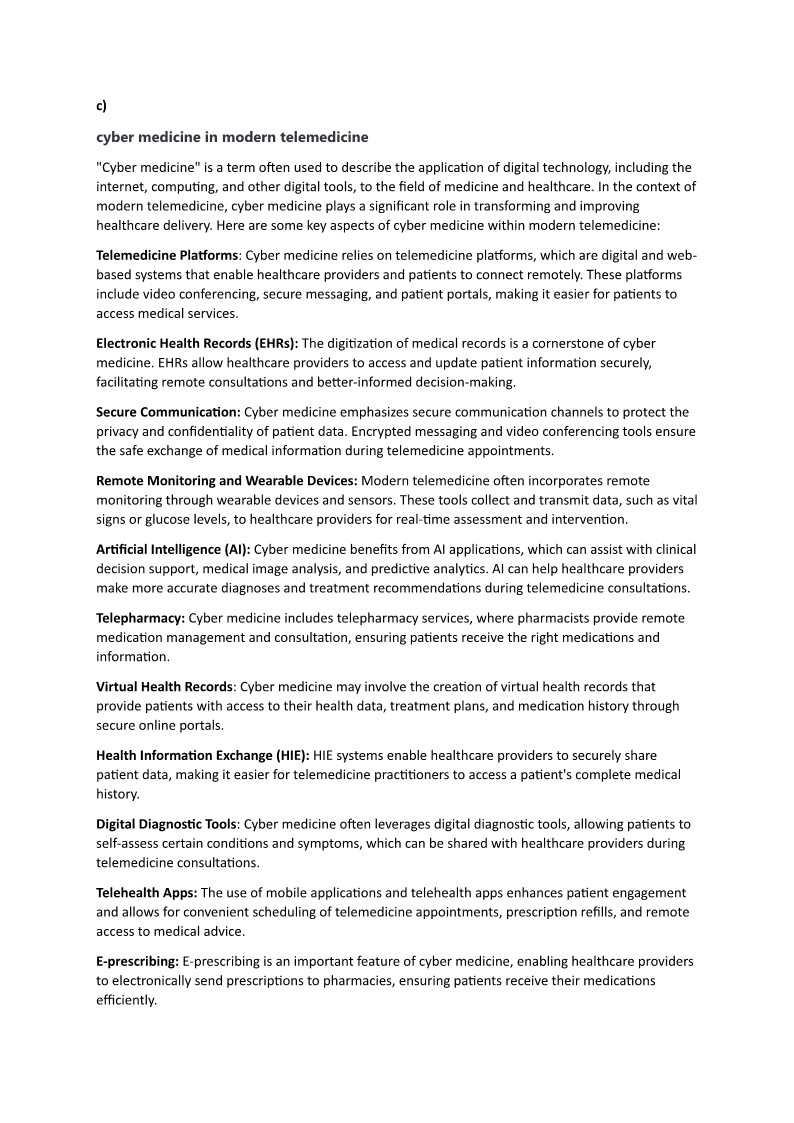 c)
cyber medicine in modern telemedicine
"Cyber medicine" is a term often used to describe the application of digital technology, including the
internet, computing, and other digital tools, to the field of medicine and healthcare. In the context of
modern telemedicine, cyber medicine plays a significant role in transforming and improving
healthcare delivery. Here are some key aspects of cyber medicine within modern telemedicine:
Telemedicine Platforms: Cyber medicine relies on telemedicine platforms, which are digital and web-
based systems that enable healthcare providers and patients to connect remotely. These platforms
include video conferencing, secure messaging, and patient portals, making it easier for patients to
access medical services.
Electronic Health Records (EHRs): The digitization of medical records is a cornerstone of cyber
medicine. EHRs allow healthcare providers to access and update patient information securely,
facilitating remote consultations and better-informed decision-making.
Secure Communication: Cyber medicine emphasizes secure communication channels to protect the
privacy and confidentiality of patient data. Encrypted messaging and video conferencing tools ensure
the safe exchange of medical information during telemedicine appointments.
Remote Monitoring and Wearable Devices: Modern telemedicine often incorporates remote
monitoring through wearable devices and sensors. These tools collect and transmit data, such as vital
signs or glucose levels, to healthcare providers for real-time assessment and intervention.
Artificial Intelligence (AI): Cyber medicine benefits from AI applications, which can assist with clinical
decision support, medical image analysis, and predictive analytics. AI can help healthcare providers
make more accurate diagnoses and treatment recommendations during telemedicine consultations.
Telepharmacy: Cyber medicine includes telepharmacy services, where pharmacists provide remote
medication management and consultation, ensuring patients receive the right medications and
information.
Virtual Health Records: Cyber medicine may involve the creation of virtual health records that
provide patients with access to their health data, treatment plans, and medication history through
secure online portals.
Health Information Exchange (HIE): HIE systems enable healthcare providers to securely share
patient data, making it easier for telemedicine practitioners to access a patient's complete medical
history.
Digital Diagnostic Tools: Cyber medicine often leverages digital diagnostic tools, allowing patients to
self-assess certain conditions and symptoms, which can be shared with healthcare providers during
telemedicine consultations.
Telehealth Apps: The use of mobile applications and telehealth apps enhances patient engagement
and allows for convenient scheduling of telemedicine appointments, prescription refills, and remote
access to medical advice.
E-prescribing: E-prescribing is an important feature of cyber medicine, enabling healthcare providers
to electronically send prescriptions to pharmacies, ensuring patients receive their medications
efficiently.